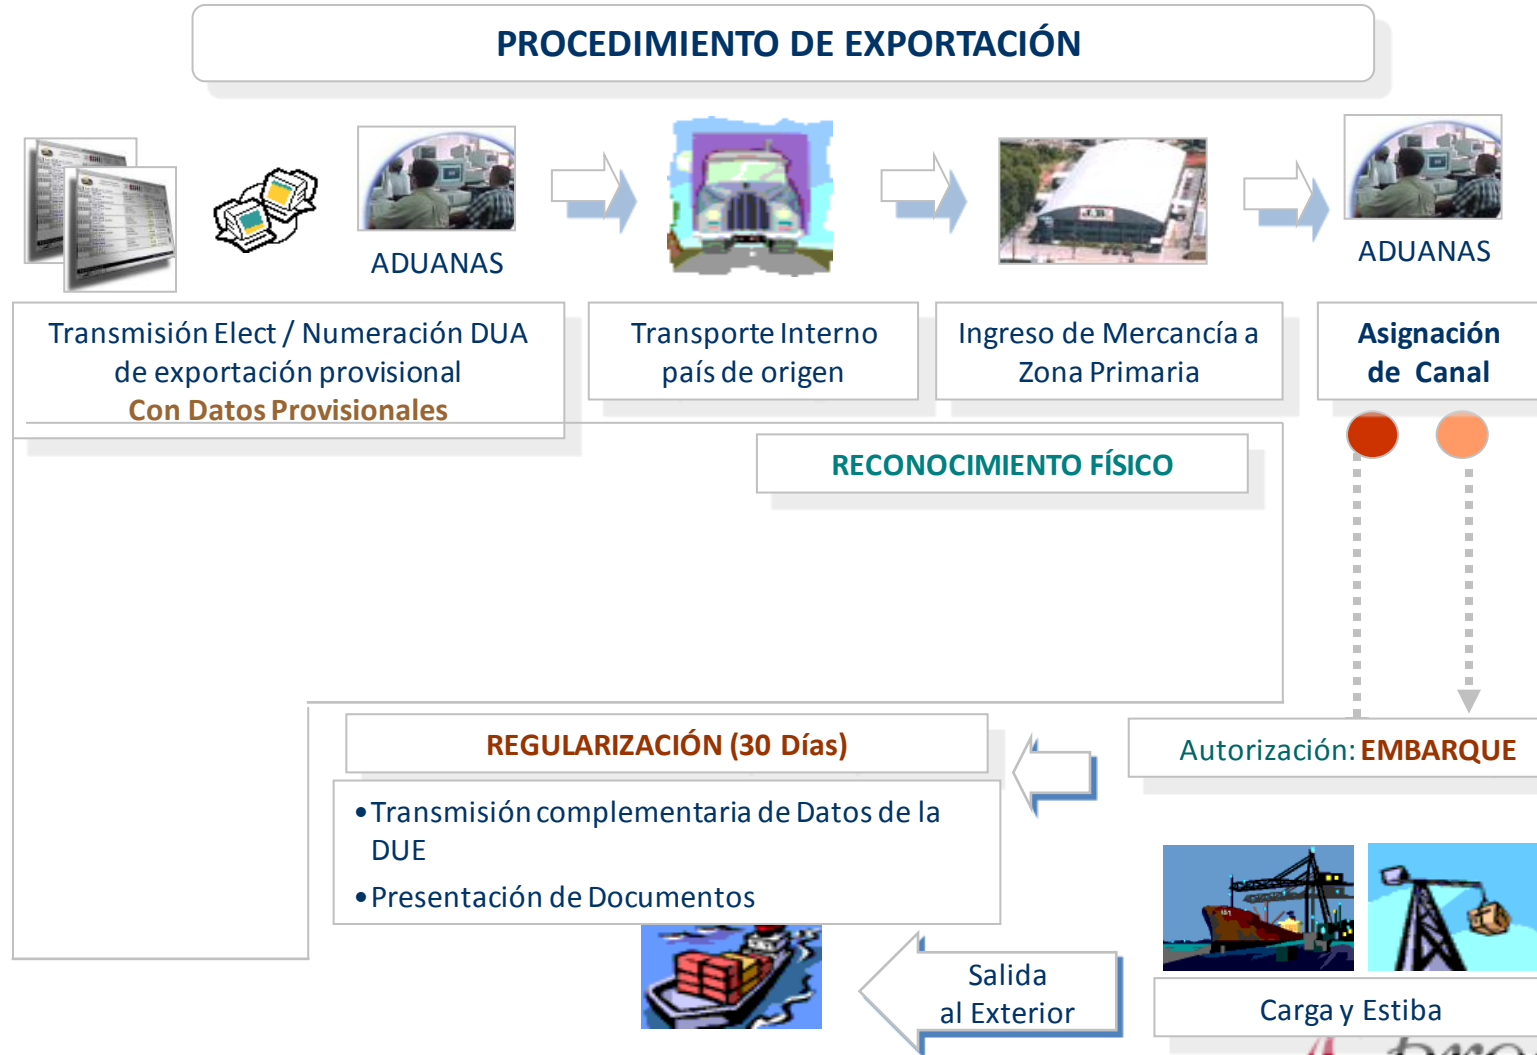 PROCEDIMIENTO DE EXPORTACIÓN
ADUANAS
ADUANAS
Transmisión Elect / Numeración DUA
de exportación provisional
Con Datos Provisionales
Transporte Interno
país de origen
Ingreso de Mercancía a
Zona Primaria
Asignación
de Canal
RECONOCIMIENTO FÍSICO
REGULARIZACIÓN (30 Días)
•Transmisión complementaria de Datos de la
DUE
•Presentación de Documentos
Autorización: EMBARQUE
Salida
al Exterior
Carga y Estiba